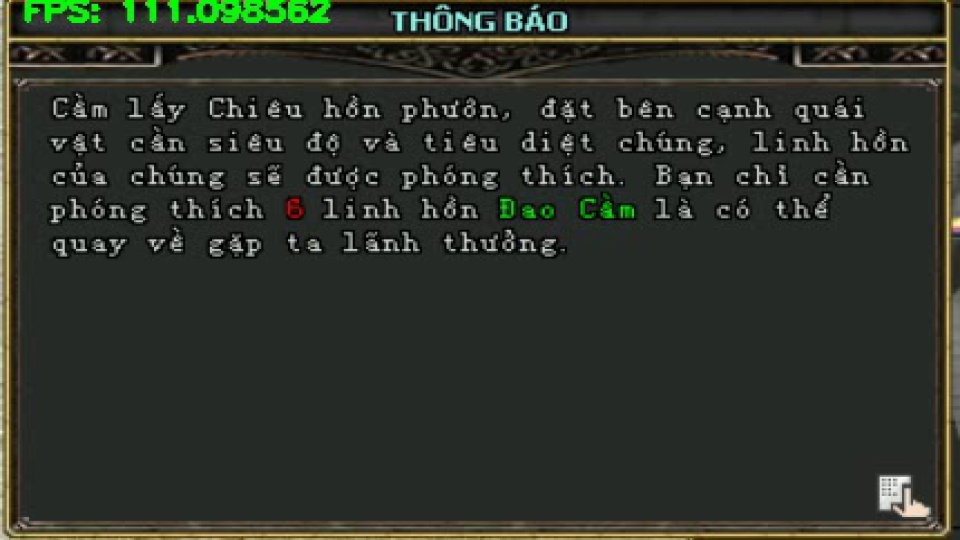 FPS: 111.098562
THÔNG BÁO
Cầm lấy Chiêu hồn phướn, đặt bên cạnh quái
vật cần siêu độ và tiêu diệt chúng, linh hồn
của chúng sẽ được phóng thích. Bạn chỉ cần
phóng thích 6 linh hồn Đao Cầm là có thể
quay về gặp ta lãnh thưởng.